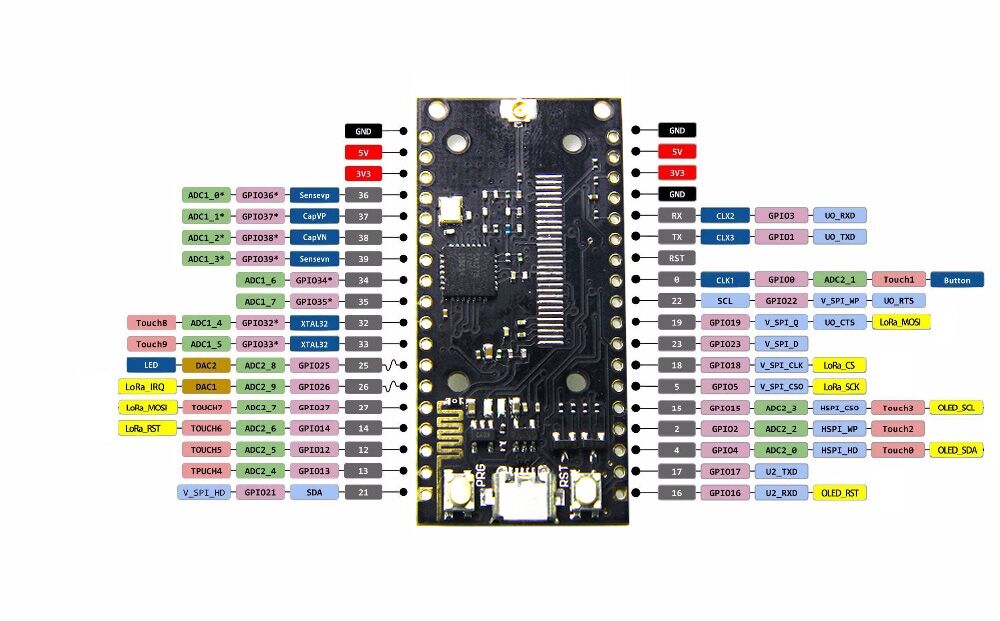 GND
5V
3V3
ADC1_0* GPIO36* Sensevp 36
ADC1_1* GPIO37* CapVP 37
ADC1_2* GPIO38* CapVN 38
ADC1_3* GPIO39* Sensevn 39
ADC1_6 GPIO34* 34
ADC1_7 GPIO35* 35
Touch8 ADC1_4 GPIO32* XTAL32 32
Touch9 ADC1_5 GPIO33* XTAL32 33
LED DAC2 ADC2_8 GPIO25 25
LoRa_IRQ DAC1 ADC2_9 GPIO26 26
LoRa_MOSI TOUCH7 ADC2_7 GPIO27 27
LoRa_RST TOUCH6 ADC2_6 GPIO14 14
TOUCH5 ADC2_5 GPIO12 12
TPUCH4 ADC2_4 GPIO13 13
V_SPI_HD GPIO21 SDA 21
PRG
RST
GND
5V
3V3
GND
RX CLX2 GPIO3 UO_RXD
TX CLX3 GPIO1 UO_TXD
RST
0 CLK1 GPIO0 ADC2_1 Touch1 Button
22 SCL GPIO22 V_SPI_WP UO_RTS
19 GPIO19 V_SPI_Q UO_CTS LoRa_MOSI
23 GPIO23 V_SPI_D
18 GPIO18 V_SPI_CLK LoRa_CS
5 GPIO5 V_SPI_CSO LoRa_SCK
15 GPIO15 ADC2_3 HSPI_CSO Touch3 OLED_SCL
2 GPIO2 ADC2_2 HSPI_WP Touch2
4 GPIO4 ADC2_0 HSPI_HD Touch0 OLED_SDA
17 GPIO17 U2_TXD
16 GPIO16 U2_RXD OLED_RST